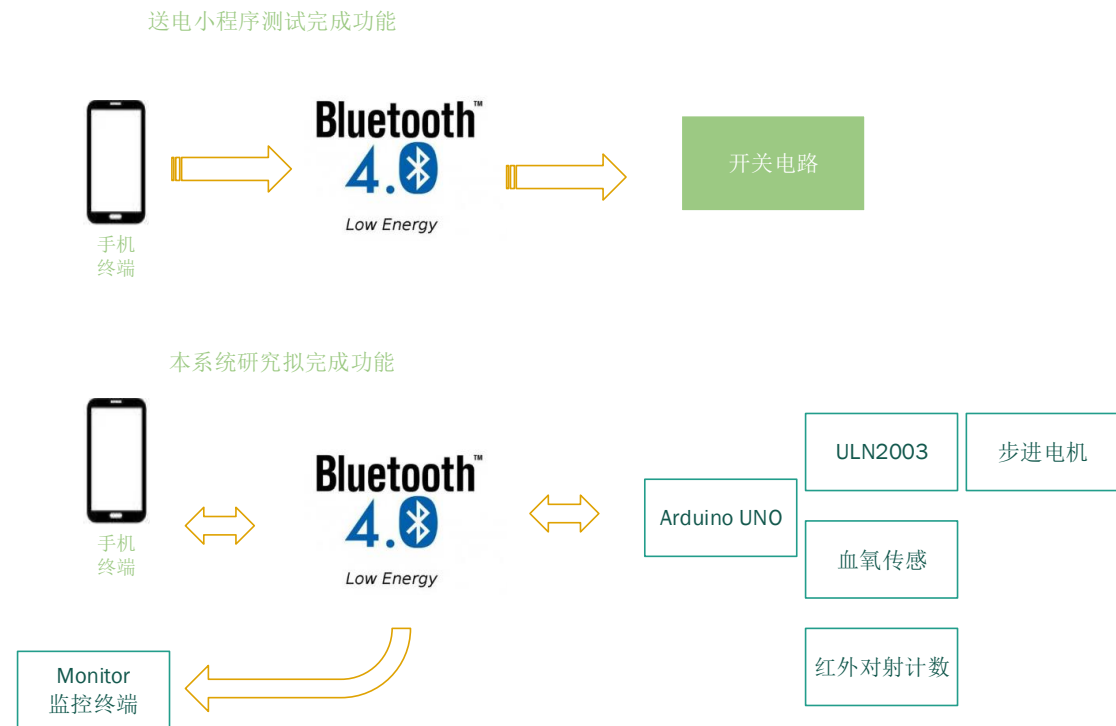 送电小程序测试完成功能
Bluetooth™
4.0
Low Energy
开关电路
手机
终端
本系统研究拟完成功能
Bluetooth™
4.0
Low Energy
手机
终端
Arduino UNO
ULN2003
步进电机
血氧传感
红外对射计数
Monitor
监控终端